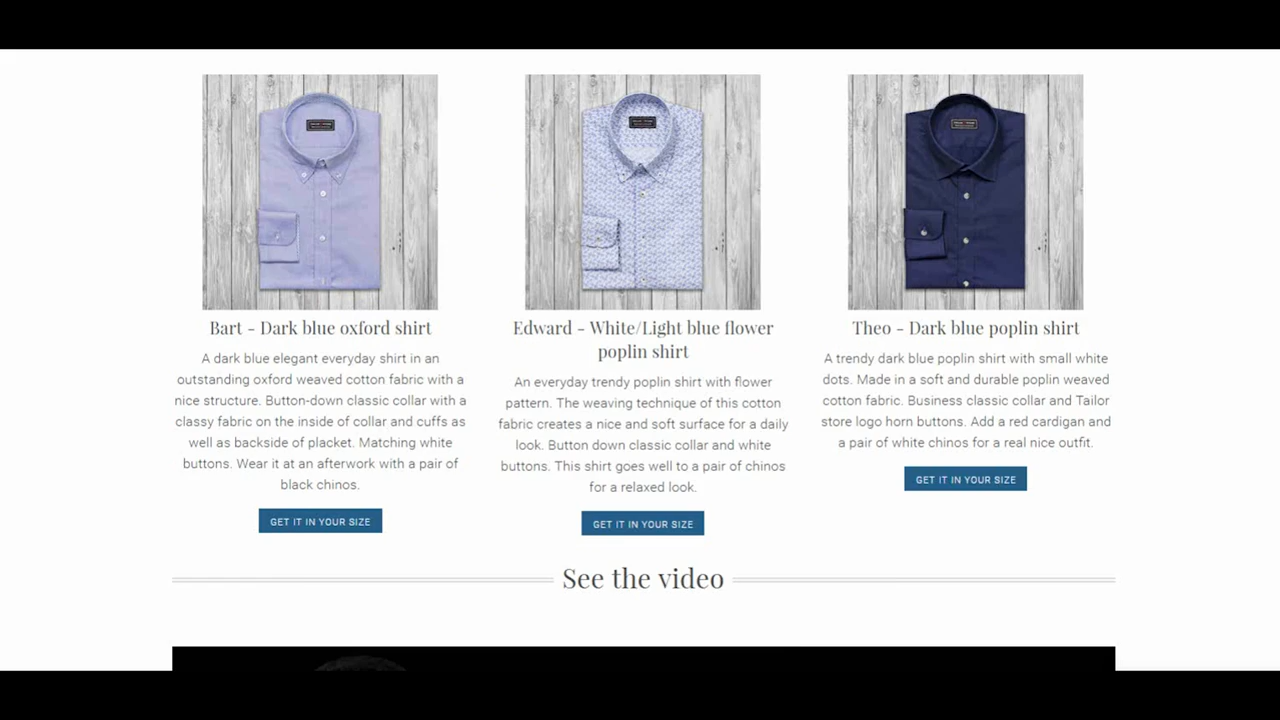 Bart - Dark blue oxford shirt
A dark blue elegant everyday shirt in an
outstanding oxford weaved cotton fabric with a
nice structure. Button-down classic collar with a
classy fabric on the inside of collar and cuffs as
well as backside of placket. Matching white
buttons. Wear it at an afterwork with a pair of
black chinos.
GET IT IN YOUR SIZE
Edward - White/Light blue flower
poplin shirt
An everyday trendy poplin shirt with flower
pattern. The weaving technique of this cotton
fabric creates a nice and soft surface for a daily
look. Button down classic collar and white
buttons. This shirt goes well to a pair of chinos
for a relaxed look.
GET IT IN YOUR SIZE
Theo - Dark blue poplin shirt
A trendy dark blue poplin shirt with small white
dots. Made in a soft and durable poplin weaved
cotton fabric. Business classic collar and Tailor
store logo horn buttons. Add a red cardigan and
a pair of white chinos for a real nice outfit.
GET IT IN YOUR SIZE
See the video